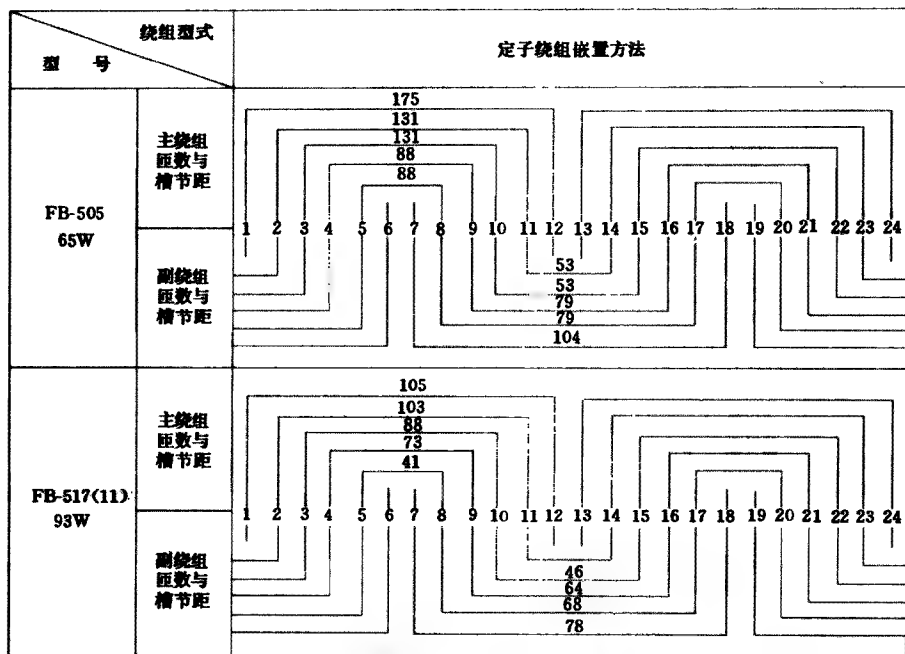 绕组型式
型 号
定子绕组嵌置方法
FB-505
65W
主绕组
匝数与
槽节距
175
131
131
88
88
1 2 3 4 5 6 7 8 9 10 11 12 13 14 15 16 17 18 19 20 21 22 23 24
副绕组
匝数与
槽节距
53
53
79
79
104
FB-517(11)
93W
主绕组
匝数与
槽节距
105
103
88
73
41
1 2 3 4 5 6 7 8 9 10 11 12 13 14 15 16 17 18 19 20 21 22 23 24
副绕组
匝数与
槽节距
46
64
68
78